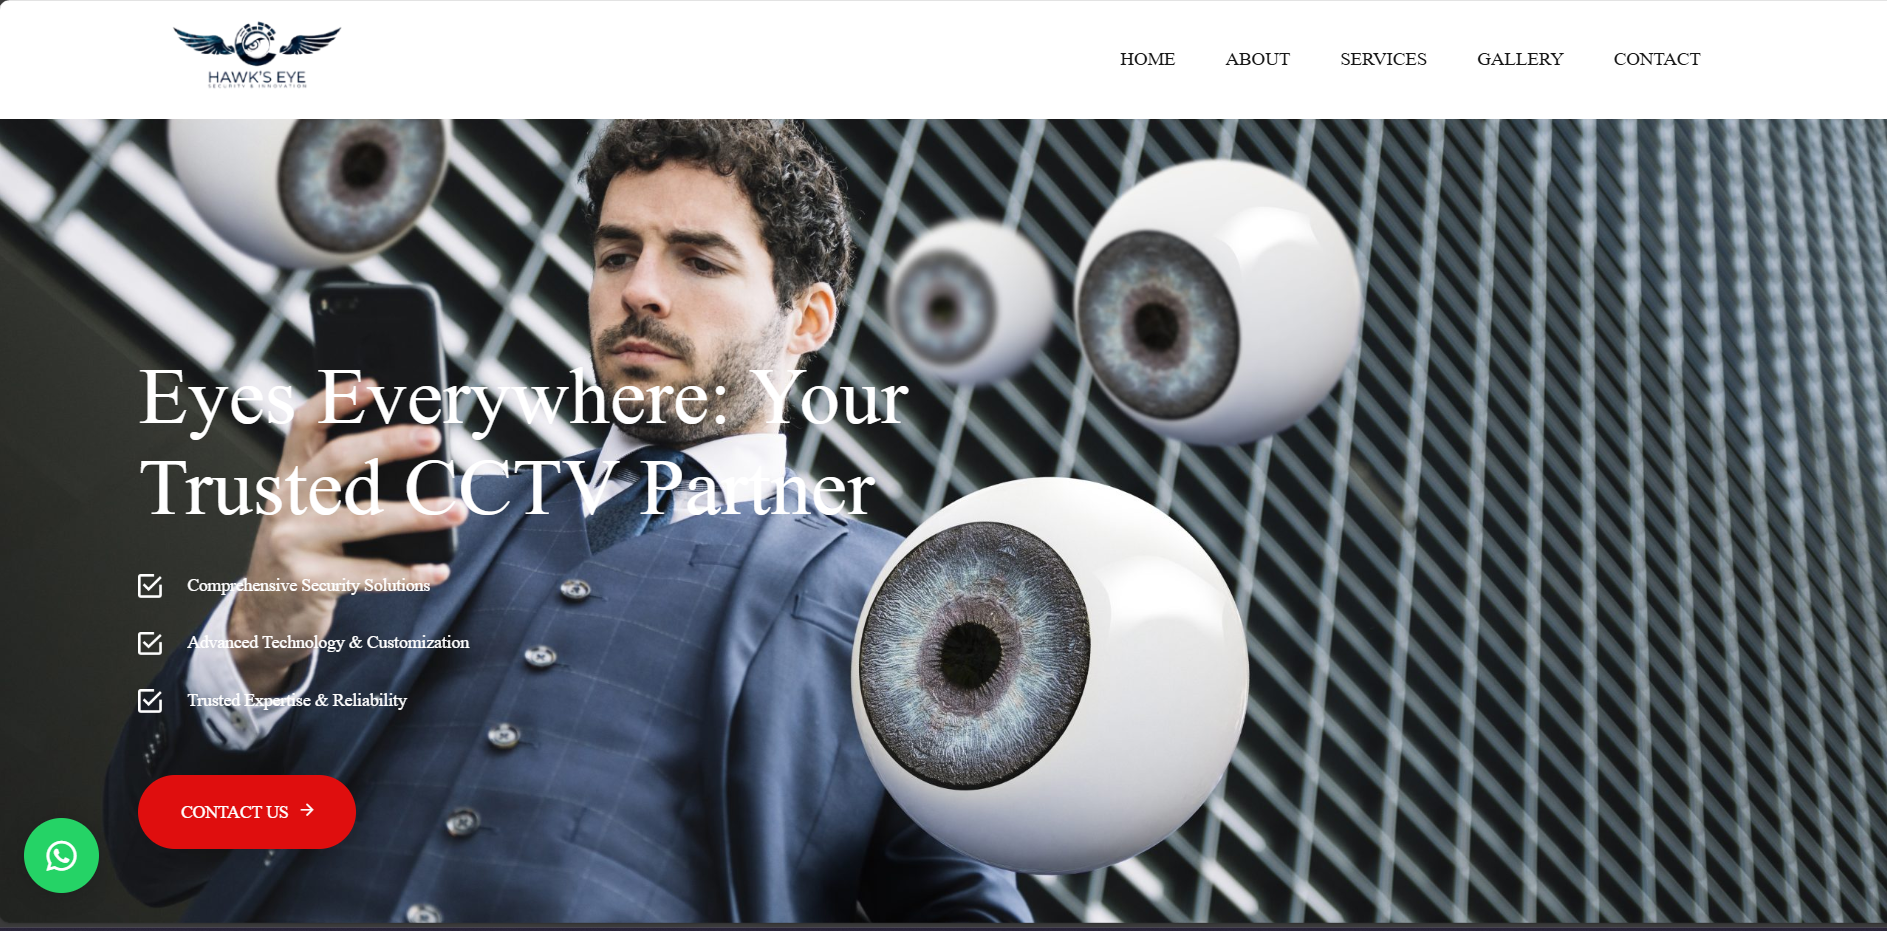 HAWK'S EYE
SECURITY & INNOVATION
HOME ABOUT SERVICES GALLERY CONTACT
Eyes Everywhere: Your
Trusted CCTV Partner
Comprehensive Security Solutions
Advanced Technology & Customization
Trusted Expertise & Reliability
CONTACT US